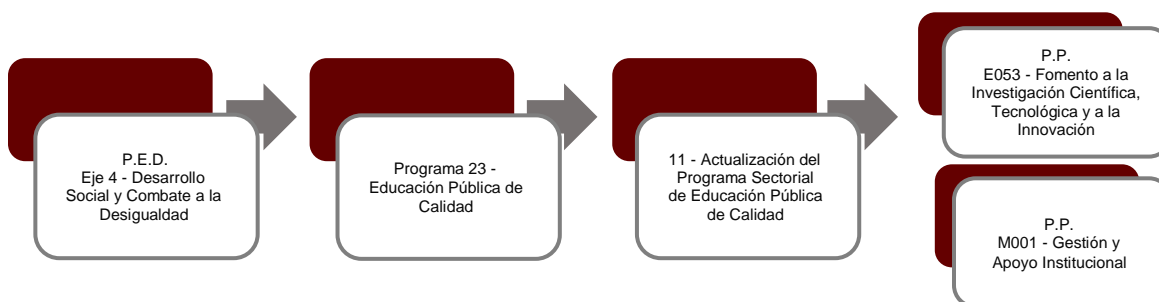 P.E.D.
Eje 4 - Desarrollo
Social y Combate a la
Desigualdad
Programa 23 -
Educación Pública de
Calidad
11 - Actualización del
Programa Sectorial
de Educación Pública
de Calidad
P.P.
E053 - Fomento a la
Investigación Científica,
Tecnológica y a la
Innovación
P.P.
M001 - Gestión y
Apoyo Institucional